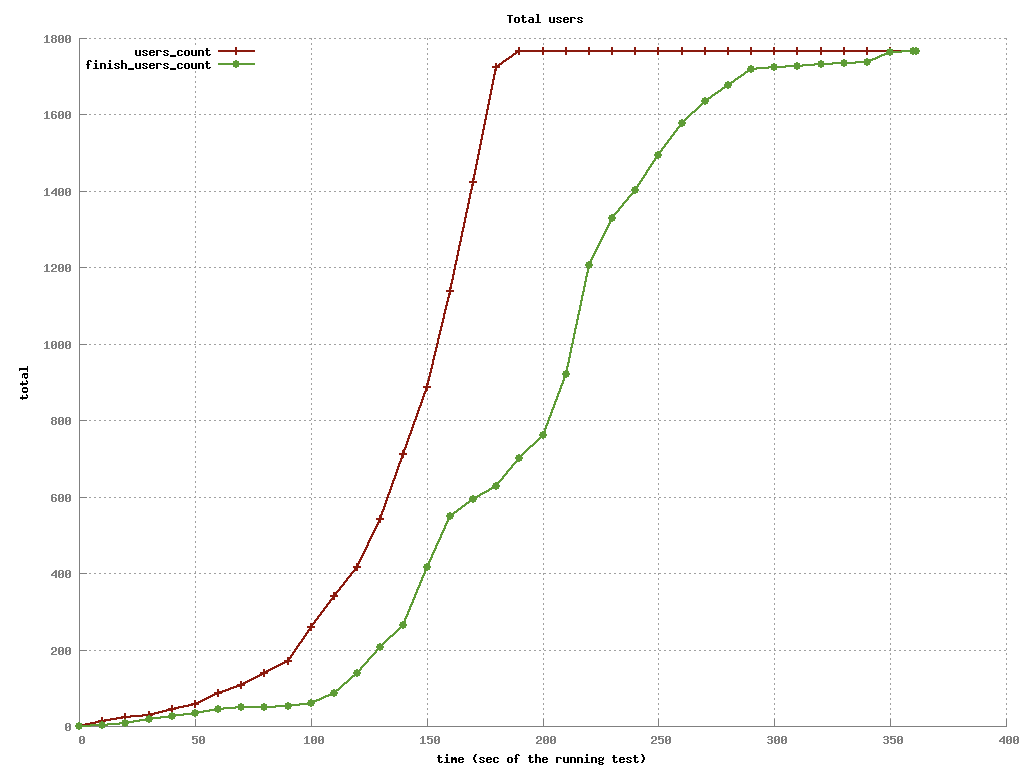 Total users
users_count
finish_users_count
1800
1600
1400
1200
1000
800
600
400
200
0
total
0 50 100 150 200 250 300 350 400
time (sec of the running test)